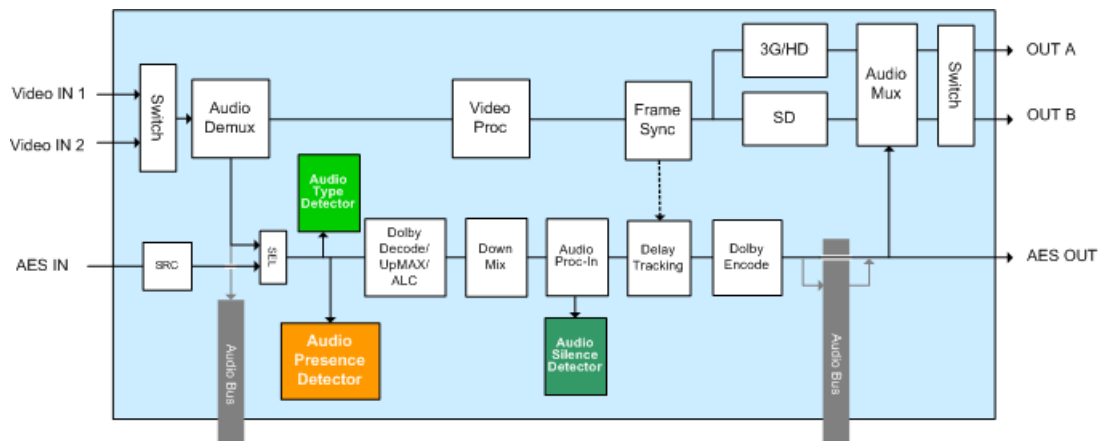 Video IN 1
Video IN 2
Switch
Audio
Demux
Video
Proc
Frame
Sync
3G/HD
SD
Audio
Mux
Switch
OUT A
OUT B
Audio
Type
Detector
AES IN
SRC
SEL
Dolby
Decode/
UpMAX/
ALC
Down
Mix
Audio
Proc-In
Delay
Tracking
Dolby
Encode
AES OUT
Audio Bus
Audio
Presence
Detector
Audio
Silence
Detector
Audio Bus